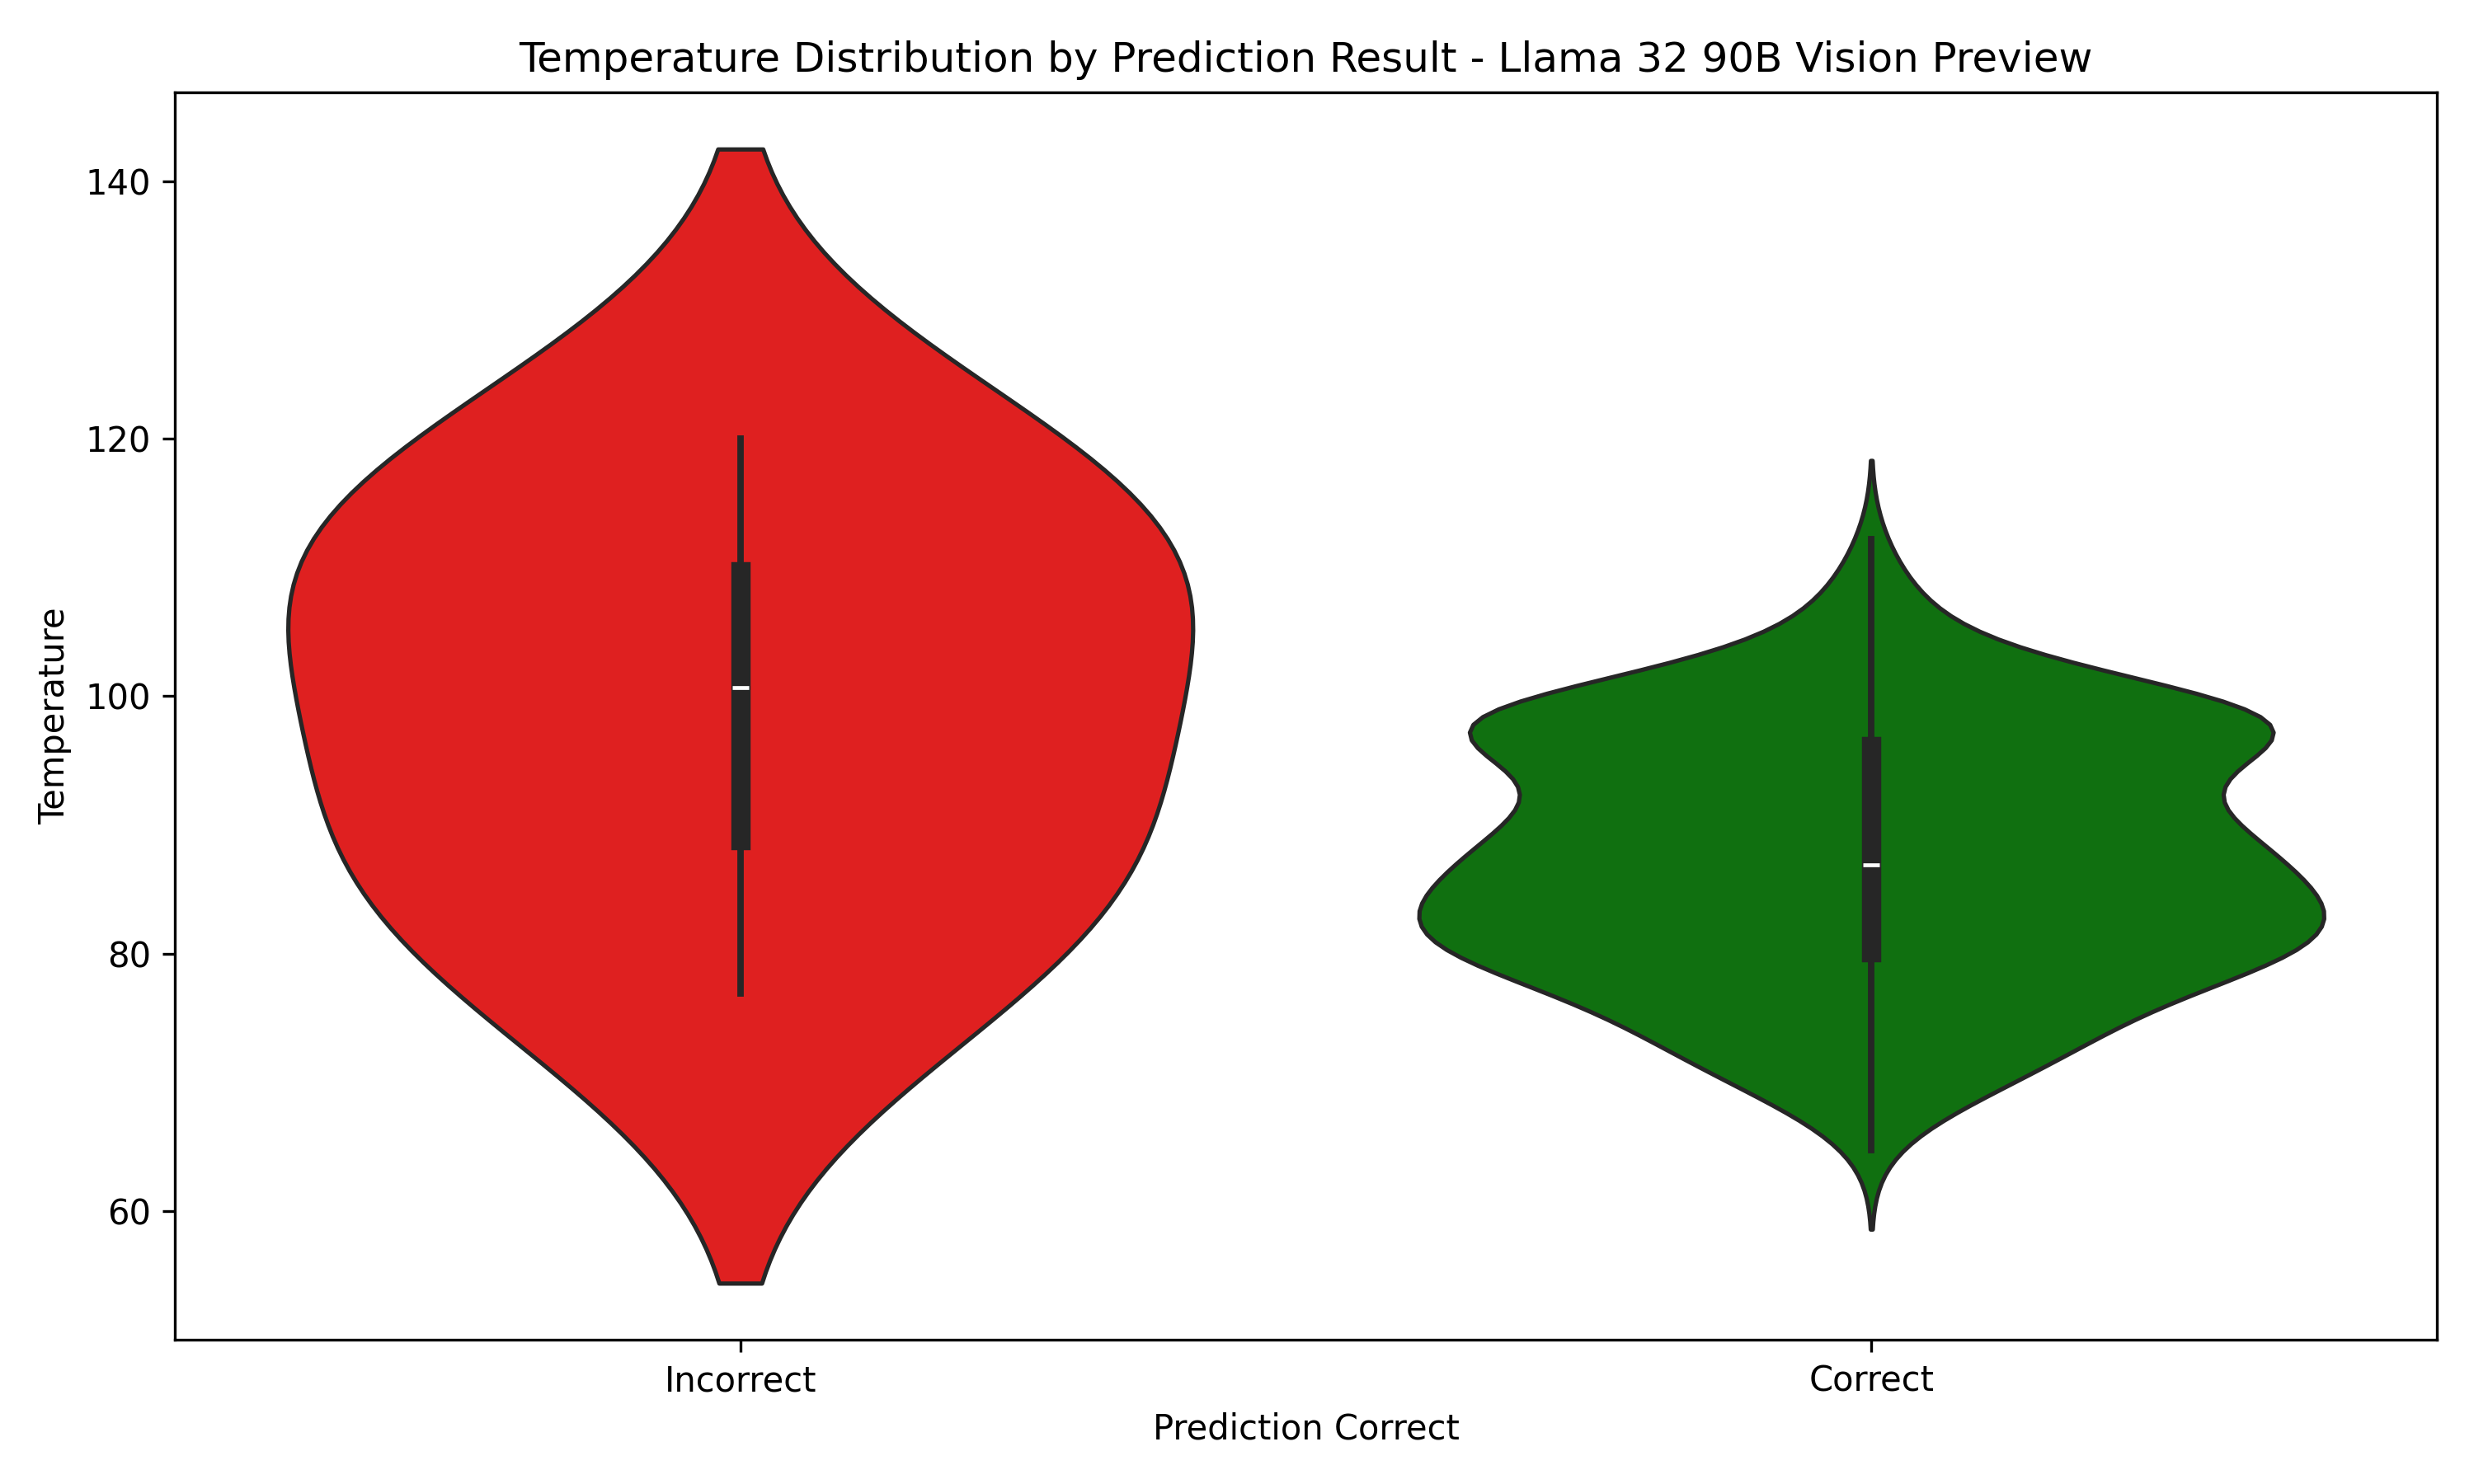 Temperature Distribution by Prediction Result - Llama 32 90B Vision Preview
Temperature
140
120
100
80
60
Incorrect
Correct
Prediction Correct